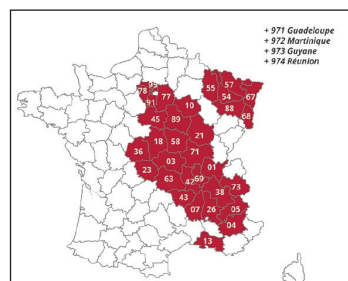 + 971 Guadeloupe
+ 972 Martinique
+ 973 Guyane
+ 974 Réunion
55 57
54 67
88
68
78 77
91
10
45 89
21
18 58
36 71
03
23 01
63 42 69
38 73
43
07 26 05
04
13